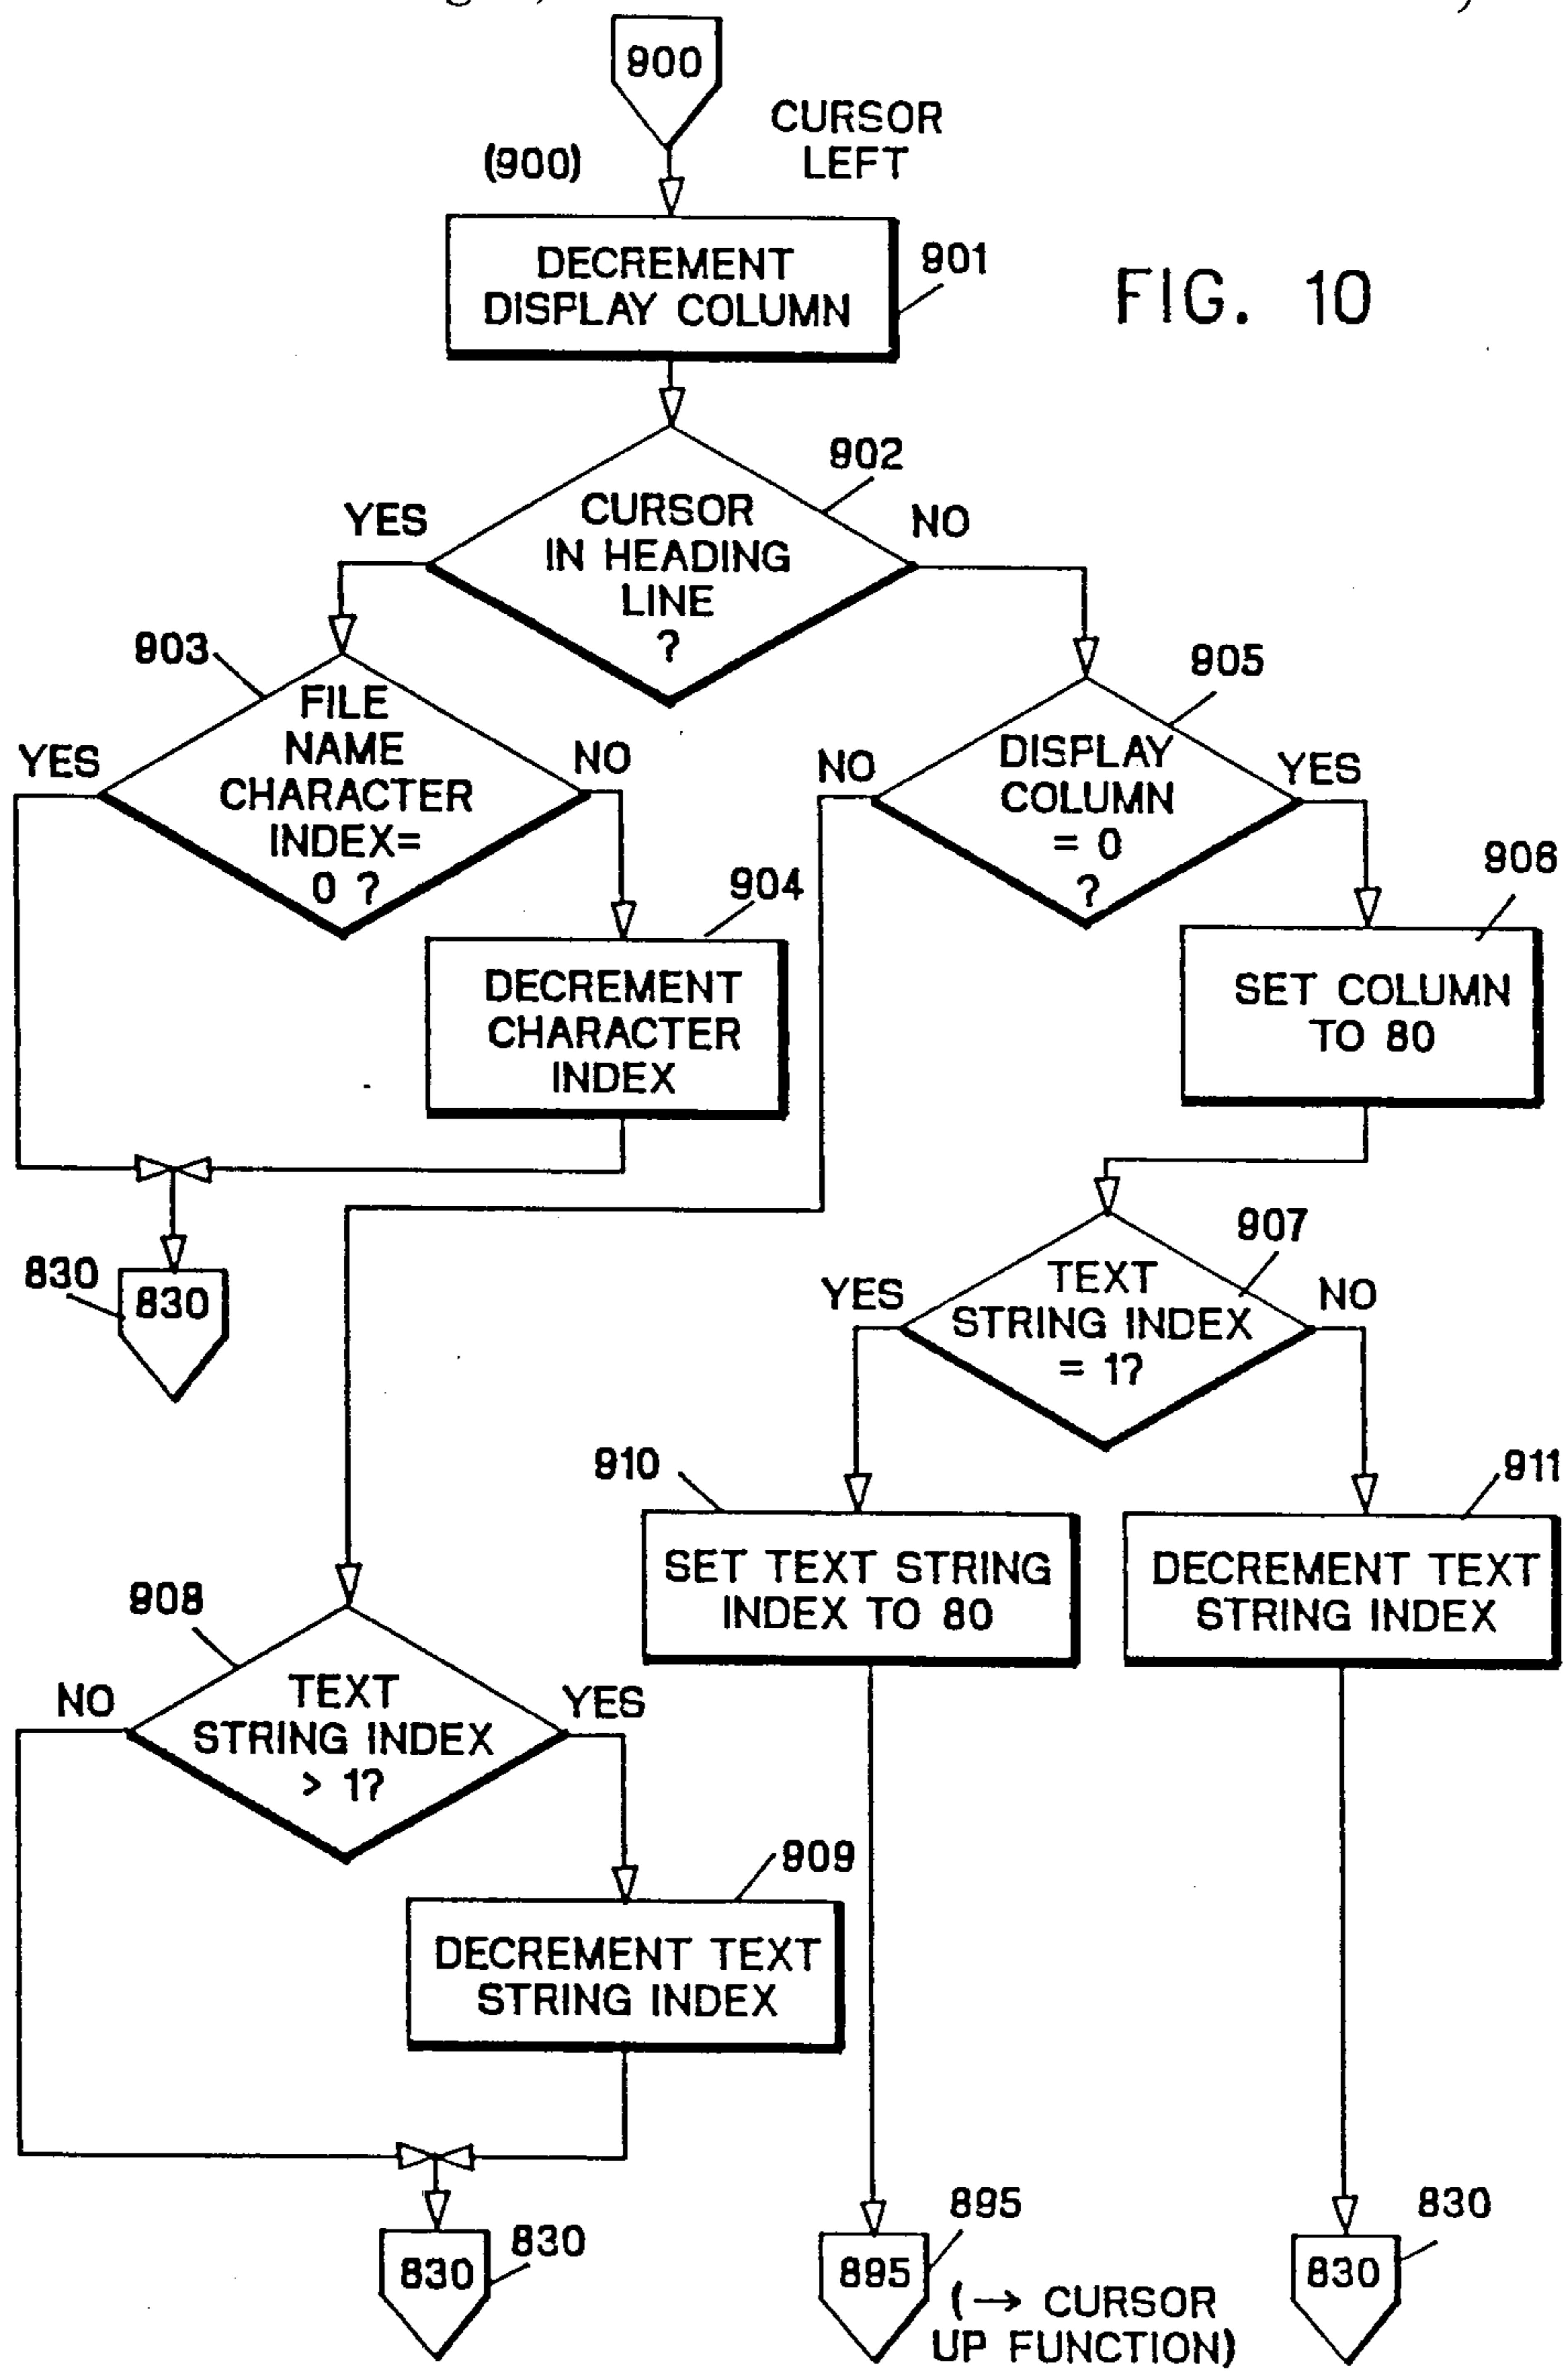 900
CURSOR
LEFT
(900)
DECREMENT
DISPLAY COLUMN
901
FIG. 10
902
YES
CURSOR
IN HEADING
LINE
?
NO
903
FILE
NAME
CHARACTER
INDEX=
0 ?
YES
NO
905
DISPLAY
COLUMN
= 0
?
NO
YES
904
DECREMENT
CHARACTER
INDEX
906
SET COLUMN
TO 80
830
830
907
TEXT
STRING INDEX
= 1?
YES
NO
910
SET TEXT STRING
INDEX TO 80
911
DECREMENT TEXT
STRING INDEX
908
TEXT
STRING INDEX
> 1?
NO
YES
909
DECREMENT TEXT
STRING INDEX
830
830
895
895
(→ CURSOR
UP FUNCTION)
830
830